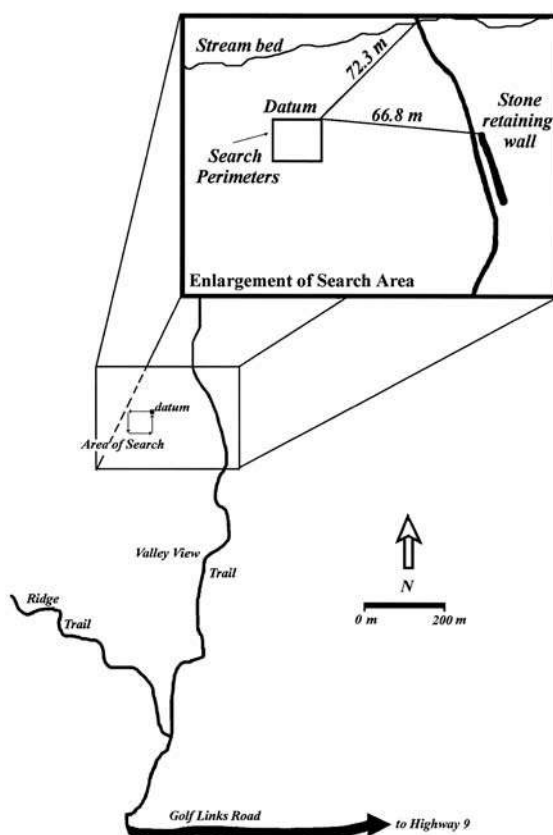 Stream bed
72.3 m
Datum
66.8 m
Stone
retaining
wall
Search
Perimeters
Enlargement of Search Area
datum
Area of Search
Valley View
Trail
Ridge
Trail
N
0 m 200 m
Golf Links Road
to Highway 9